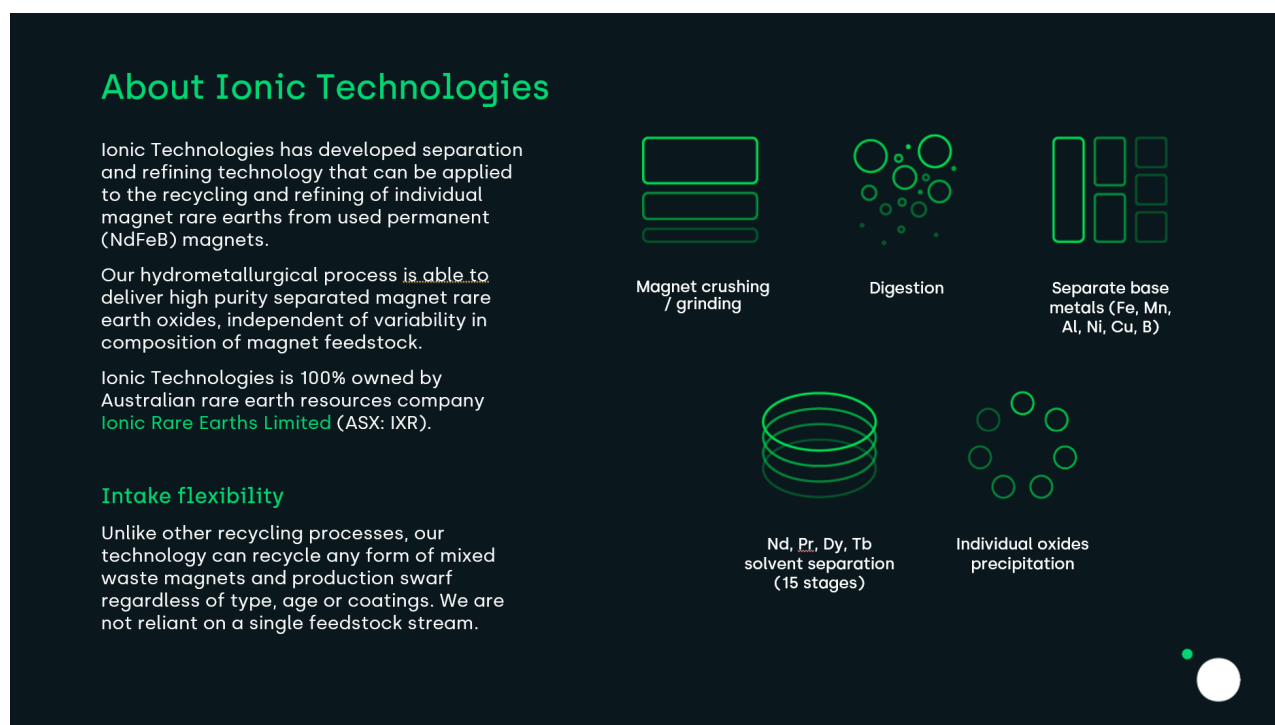 About Ionic Technologies
Ionic Technologies has developed separation
and refining technology that can be applied
to the recycling and refining of individual
magnet rare earths from used permanent
(NdFeB) magnets.
Our hydrometallurgical process is able to
deliver high purity separated magnet rare
earth oxides, independent of variability in
composition of magnet feedstock.
Ionic Technologies is 100% owned by
Australian rare earth resources company
Ionic Rare Earths Limited (ASX: IXR).
Intake flexibility
Unlike other recycling processes, our
technology can recycle any form of mixed
waste magnets and production swarf
regardless of type, age or coatings. We are
not reliant on a single feedstock stream.
Magnet crushing
/ grinding
Digestion
Separate base
metals (Fe, Mn,
Al, Ni, Cu, B)
Nd, Pr, Dy, Tb
solvent separation
(15 stages)
Individual oxides
precipitation